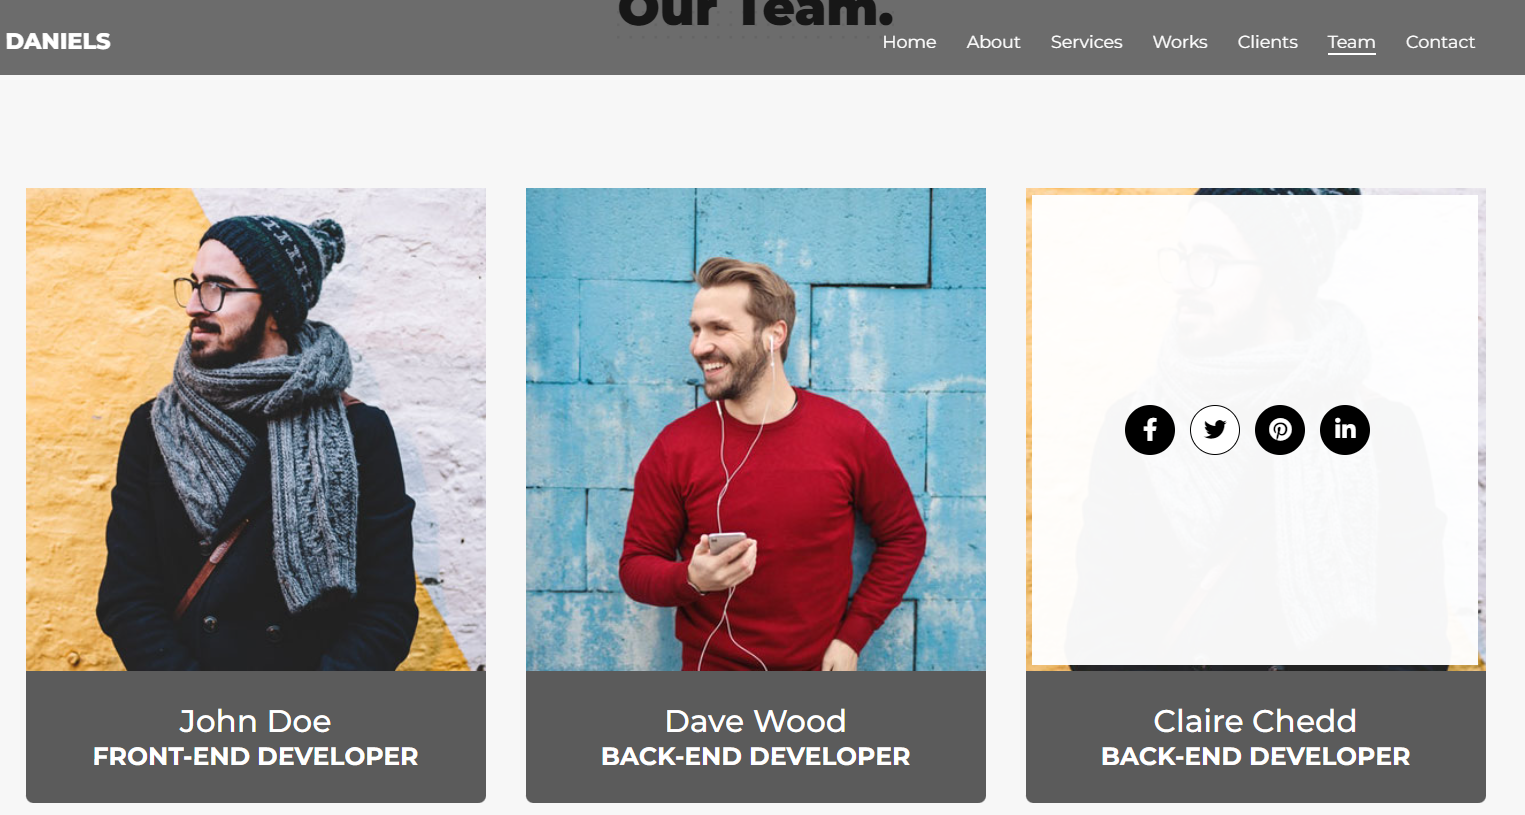 Our Team.
DANIELS
Home About Services Works Clients Team Contact
John Doe
FRONT-END DEVELOPER
Dave Wood
BACK-END DEVELOPER
Claire Chedd
BACK-END DEVELOPER